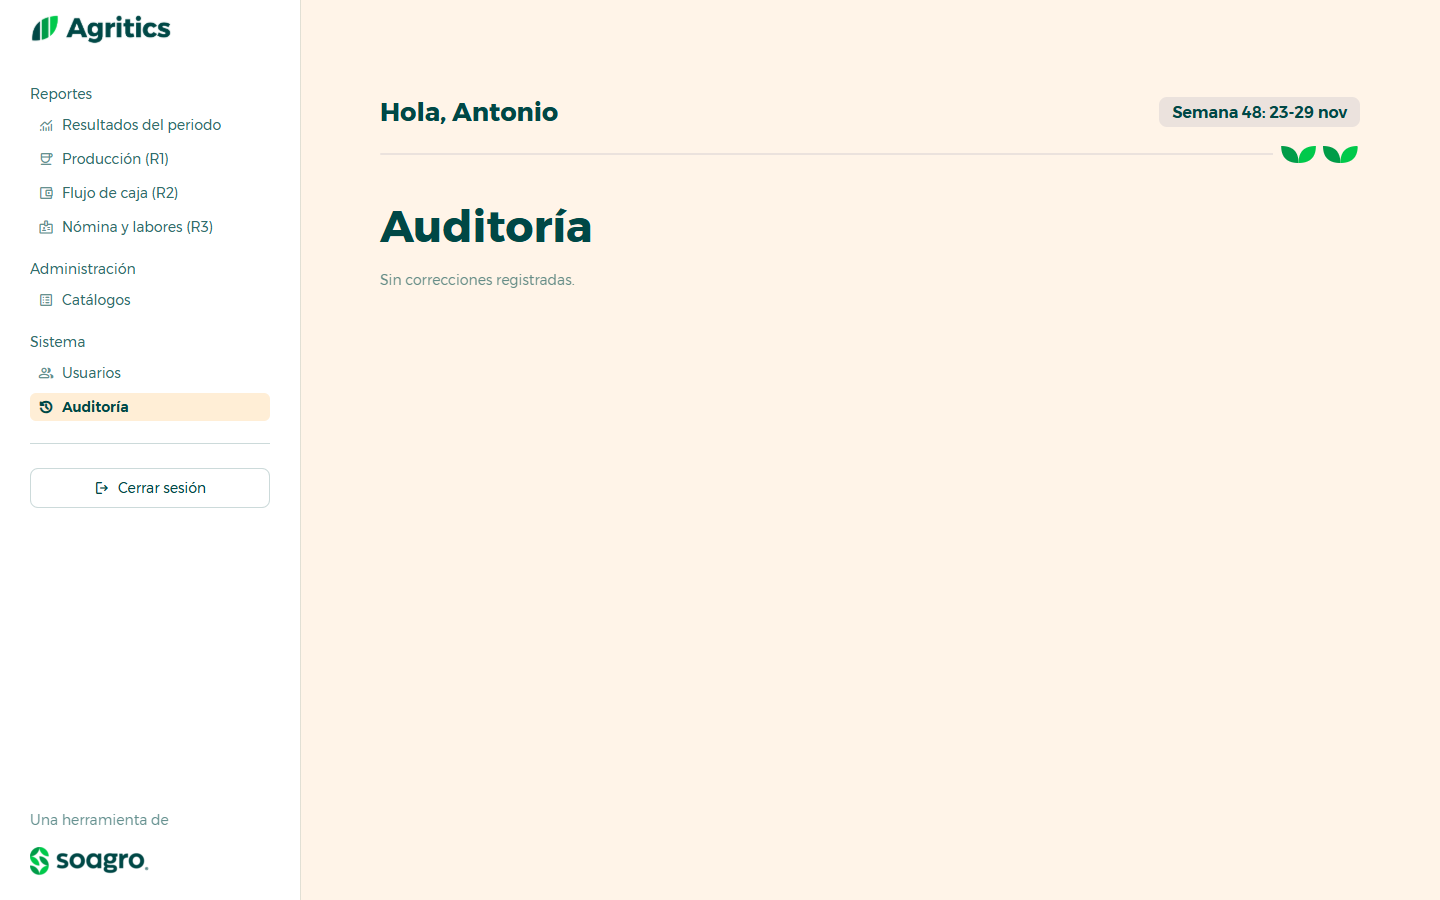 Agritics
Reportes
Resultados del periodo
Producción (R1)
Flujo de caja (R2)
Nómina y labores (R3)
Administración
Catálogos
Sistema
Usuarios
Auditoría
Cerrar sesión
Una herramienta de
soagro.
Hola, Antonio
Semana 48: 23-29 nov
Auditoría
Sin correcciones registradas.